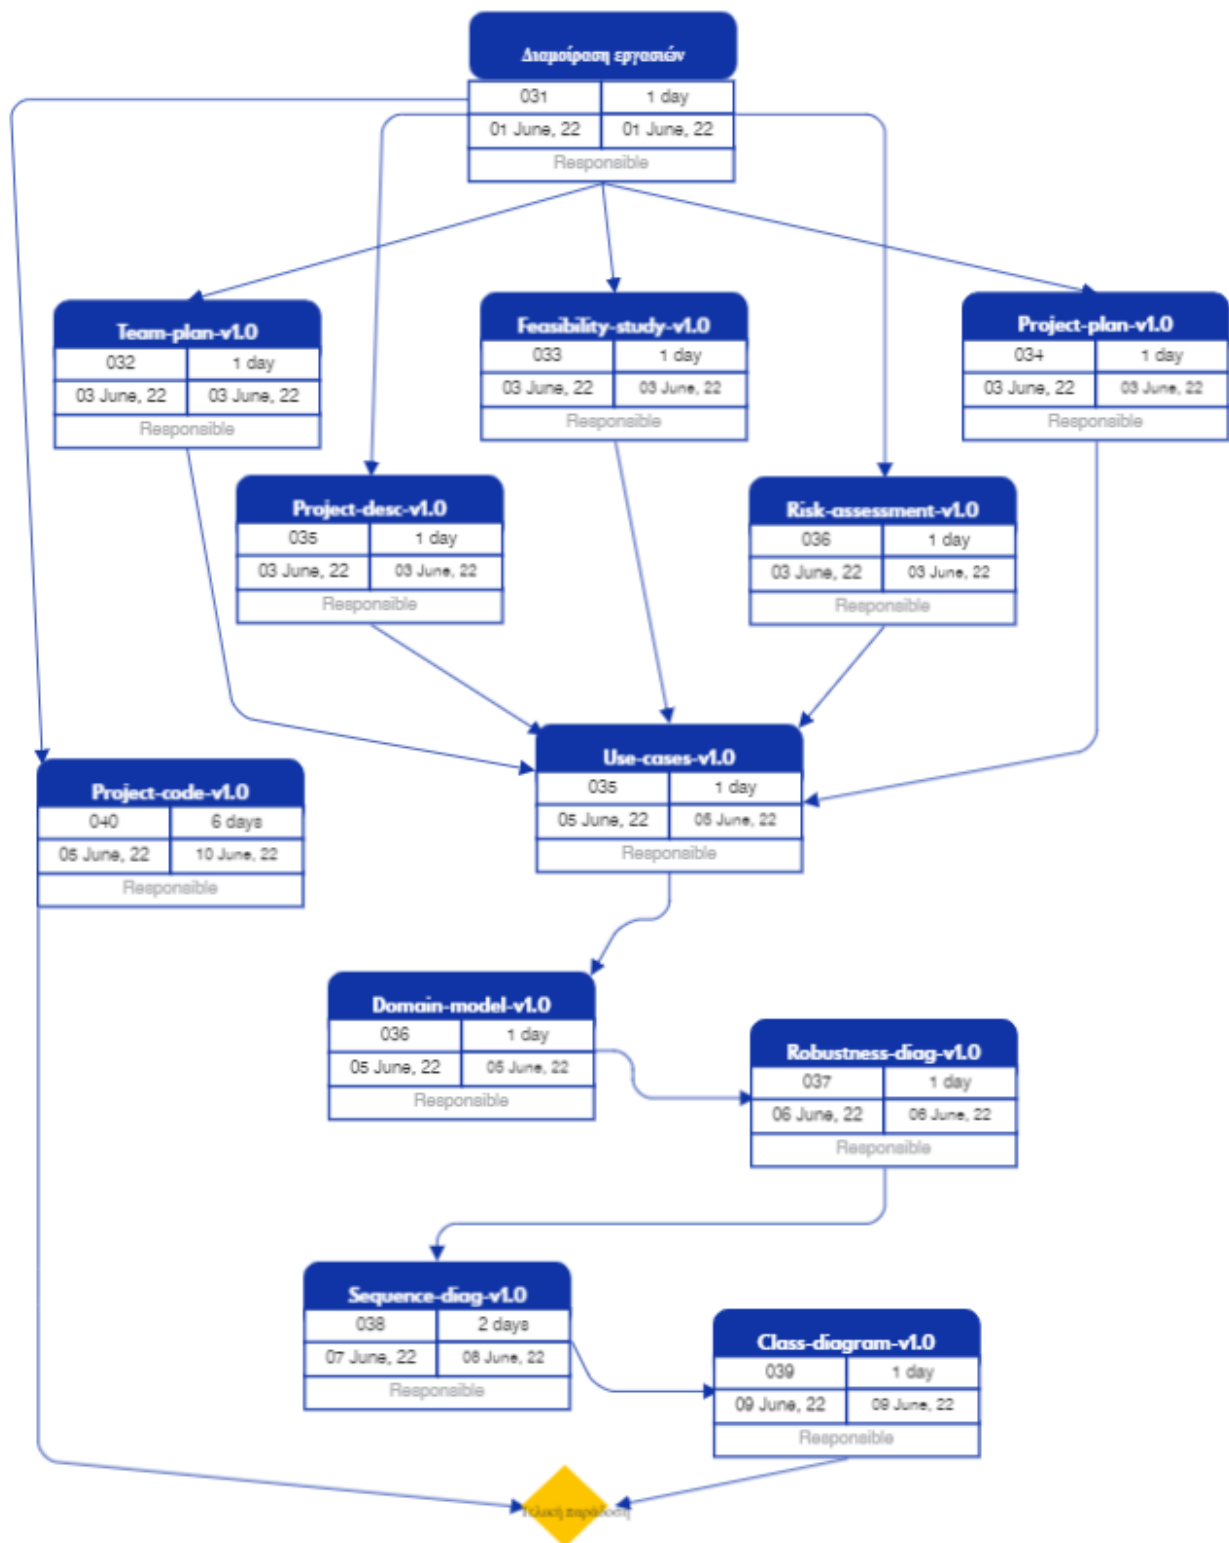 Διαμοίραση εργασιών
031 1 day
01 June, 22 01 June, 22
Responsible
Team-plan-v1.0
032 1 day
03 June, 22 03 June, 22
Responsible
Feasibility-study-v1.0
033 1 day
03 June, 22 03 June, 22
Responsible
Project-plan-v1.0
034 1 day
03 June, 22 03 June, 22
Responsible
Project-desc-v1.0
035 1 day
03 June, 22 03 June, 22
Responsible
Risk-assessment-v1.0
036 1 day
03 June, 22 03 June, 22
Responsible
Use-cases-v1.0
035 1 day
05 June, 22 05 June, 22
Responsible
Project-code-v1.0
040 6 days
05 June, 22 10 June, 22
Responsible
Domain-model-v1.0
036 1 day
05 June, 22 05 June, 22
Responsible
Robustness-diag-v1.0
037 1 day
06 June, 22 06 June, 22
Responsible
Sequence-diag-v1.0
038 2 days
07 June, 22 08 June, 22
Responsible
Class-diagram-v1.0
039 1 day
09 June, 22 09 June, 22
Responsible
Τελική παράδοση